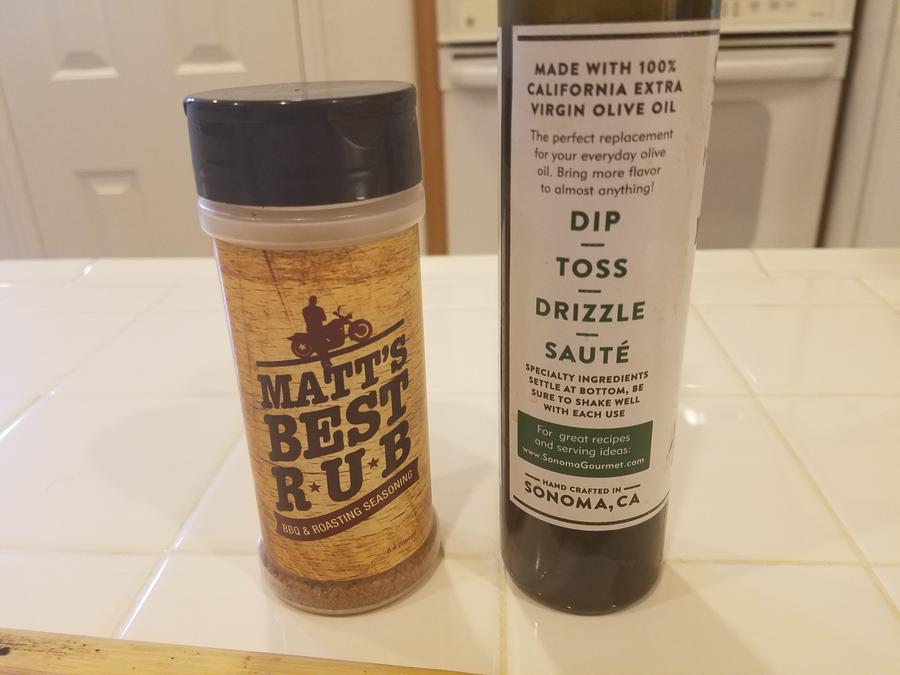 MATT'S
BEST
RUB
BBQ & ROASTING SEASONING
MADE WITH 100%
CALIFORNIA EXTRA
VIRGIN OLIVE OIL
The perfect replacement
for your everyday olive
oil. Bring more flavor
to almost anything!
DIP
TOSS
DRIZZLE
SAUTÉ
SPECIALTY INGREDIENTS
SETTLE AT BOTTOM, BE
SURE TO SHAKE WELL
WITH EACH USE
For great recipes
and serving ideas:
www.SonomaGourmet.com
HAND CRAFTED IN
SONOMA, CA